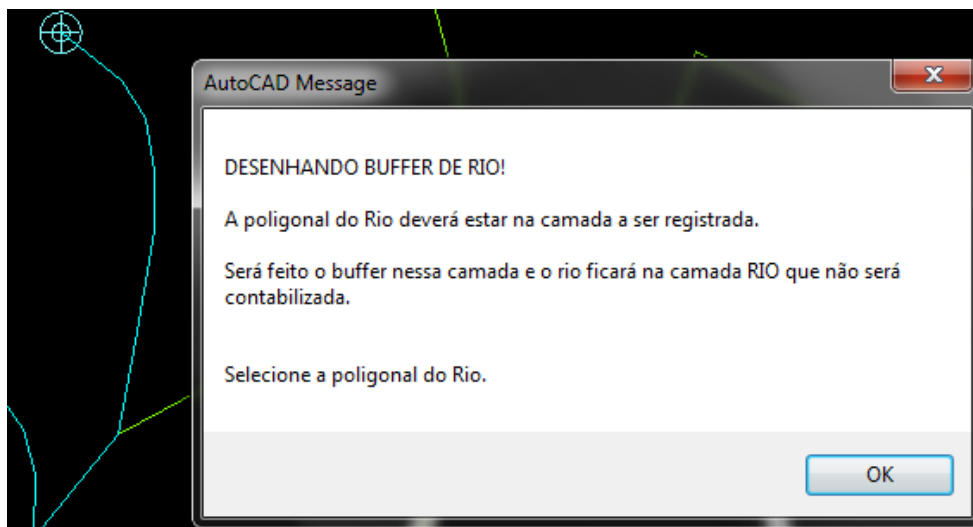 AutoCAD Message
DESENHANDO BUFFER DE RIO!
A poligonal do Rio deverá estar na camada a ser registrada.
Será feito o buffer nessa camada e o rio ficará na camada RIO que não será
contabilizada.
Selecione a poligonal do Rio.
OK